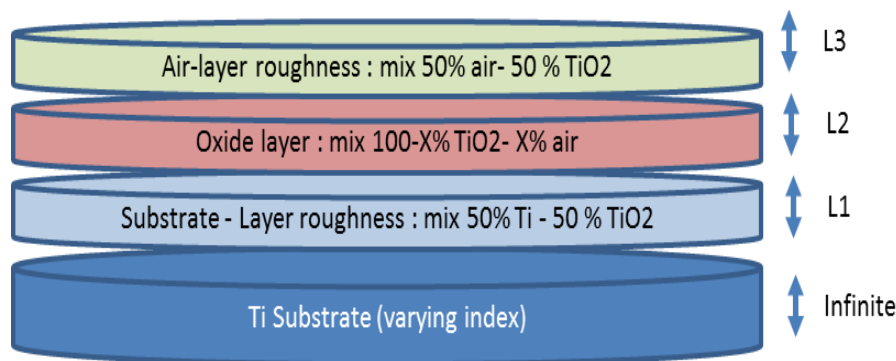 Air-layer roughness : mix 50% air- 50 % TiO2
L3
Oxide layer : mix 100-X% TiO2- X% air
L2
Substrate - Layer roughness : mix 50% Ti - 50 % TiO2
L1
Ti Substrate (varying index)
Infinite